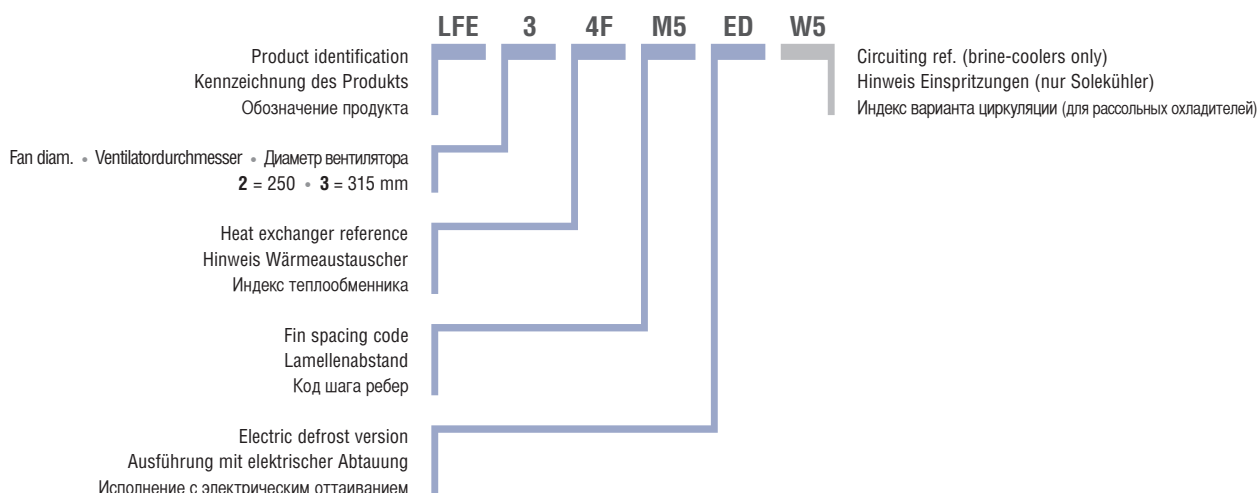 LFE 3 4F M5 ED W5
Product identification
Kennzeichnung des Produkts
Обозначение продукта
Circuiting ref. (brine-coolers only)
Hinweis Einspritzungen (nur Solekühler)
Индекс варианта циркуляции (для рассольных охладителей)
Fan diam. • Ventilatordurchmesser • Диаметр вентилятора
2 = 250 • 3 = 315 mm
Heat exchanger reference
Hinweis Wärmeaustauscher
Индекс теплообменника
Fin spacing code
Lamellenabstand
Код шага ребер
Electric defrost version
Ausführung mit elektrischer Abtauung
Исполнение с электрическим оттаиванием